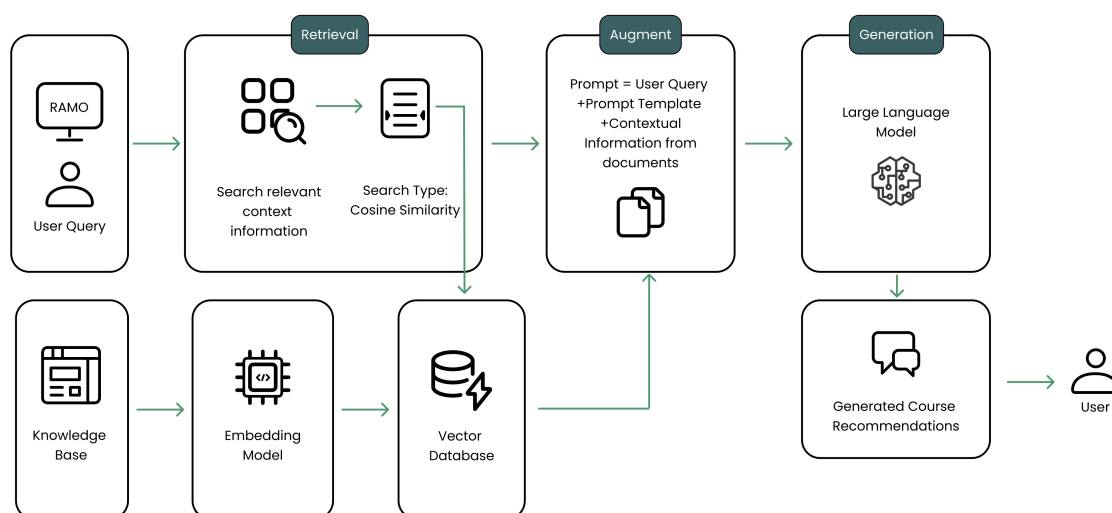 Retrieval
Augment
Generation
RAMO
User Query
Search relevant
context
information
Search Type:
Cosine Similarity
Prompt = User Query
+Prompt Template
+Contextual
Information from
documents
Large Language
Model
Knowledge
Base
Embedding
Model
</>
Vector
Database
Generated Course
Recommendations
User